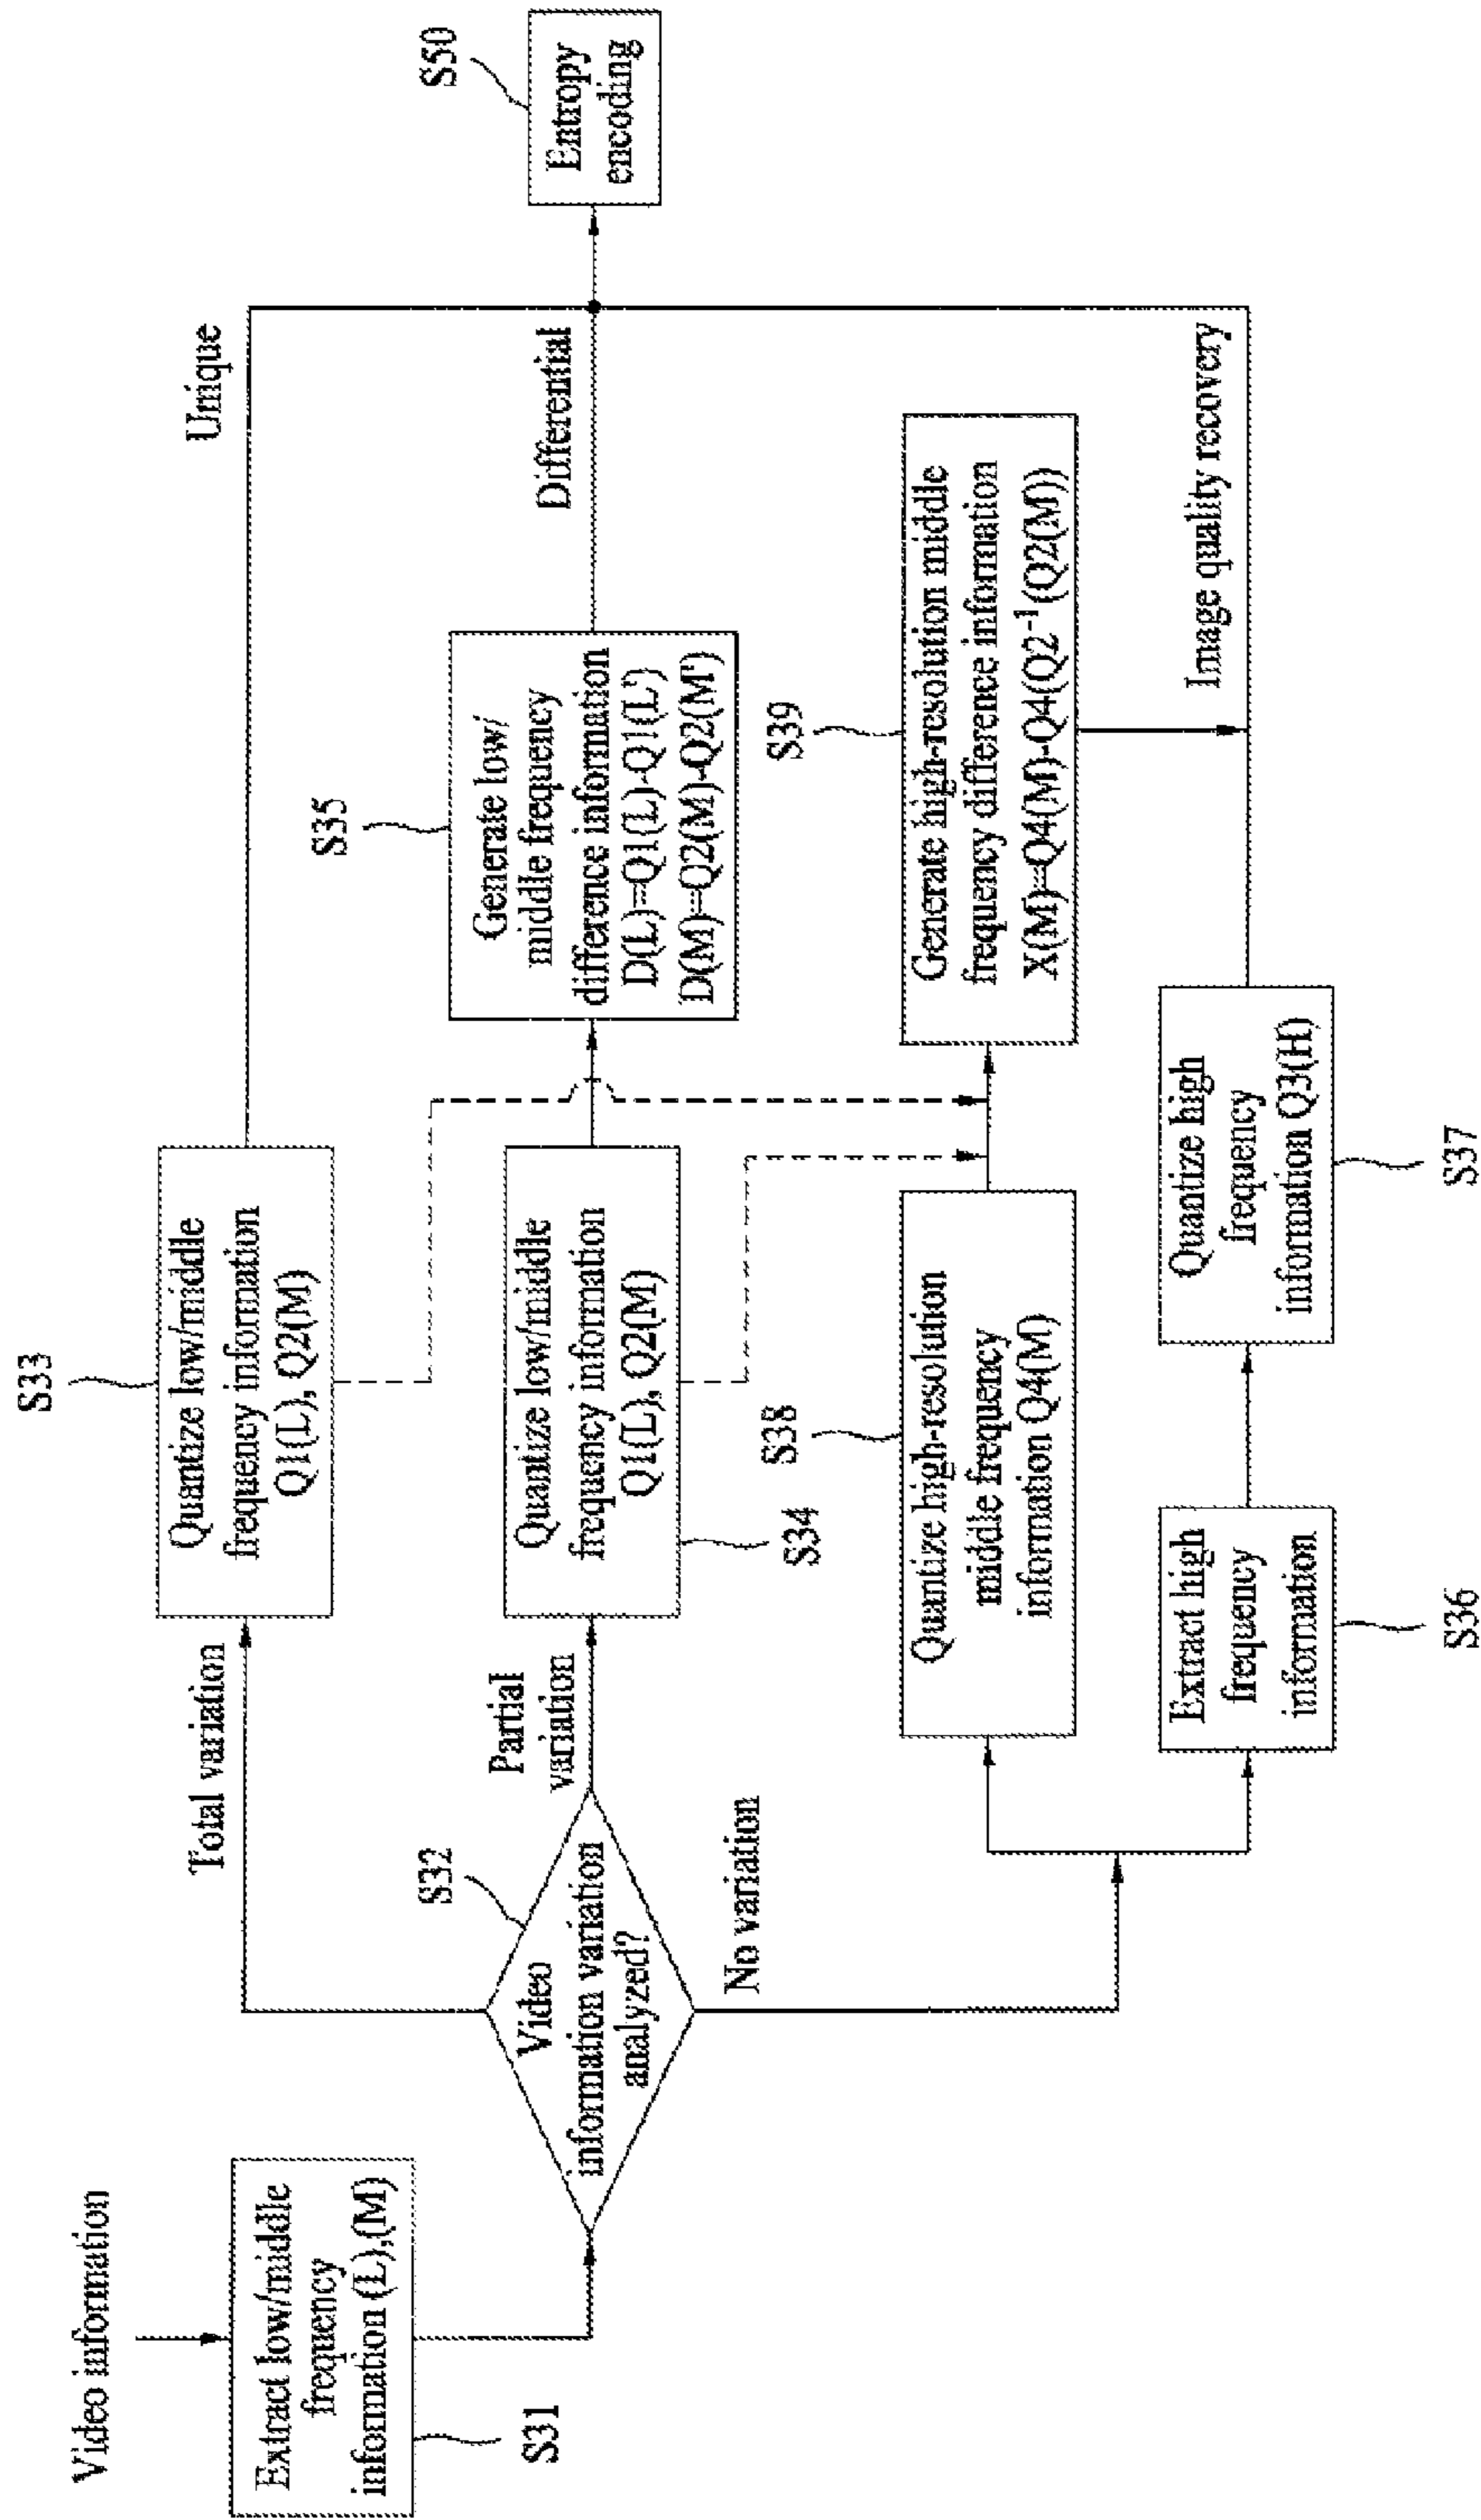 Video information
Extract low/middle
frequency
information (L),(M)
S31
Video
information variation
analyzed?
S32
Total variation
Partial
variation
No variation
S33
Quantize low/middle
frequency information
Q1(L), Q2(M)
Quantize low/middle
frequency information
Q1(L), Q2(M)
S34
S38
Quantize high-resolution
middle frequency
information Q4(M)
Extract high
frequency
information
S36
Quantize high
frequency
information Q3(H)
S37
S35
Generate low/
middle frequency
difference information
D(L)=Q1(L)-Q1(L')
D(M)=Q2(M)-Q2(M')
S39
Generate high-resolution middle
frequency difference information
X(M)=Q4(M)-Q4(Q2⁻¹(Q2(M))
Unique
Differential
Image quality recovery
S50
Entropy
encoding